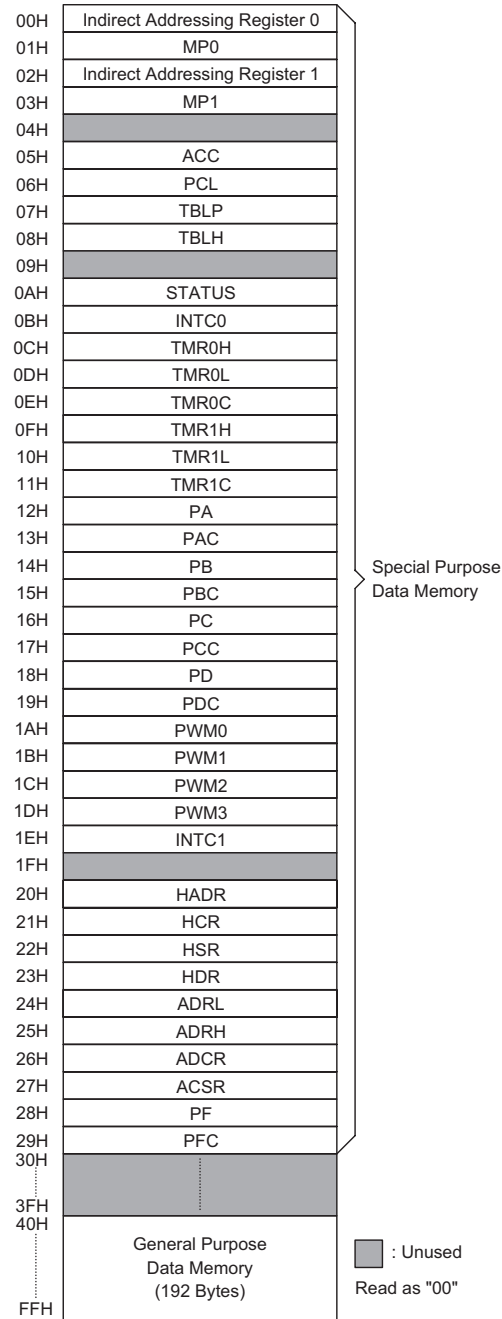 00H Indirect Addressing Register 0
01H MP0
02H Indirect Addressing Register 1
03H MP1
04H
05H ACC
06H PCL
07H TBLP
08H TBLH
09H
0AH STATUS
0BH INTC0
0CH TMR0H
0DH TMR0L
0EH TMR0C
0FH TMR1H
10H TMR1L
11H TMR1C
12H PA
13H PAC
14H PB
15H PBC
16H PC
17H PCC
18H PD
19H PDC
1AH PWM0
1BH PWM1
1CH PWM2
1DH PWM3
1EH INTC1
1FH
20H HADR
21H HCR
22H HSR
23H HDR
24H ADRL
25H ADRH
26H ADCR
27H ACSR
28H PF
29H PFC
30H
3FH
40H
General Purpose
Data Memory
(192 Bytes)
FFH
Special Purpose
Data Memory
: Unused
Read as "00"